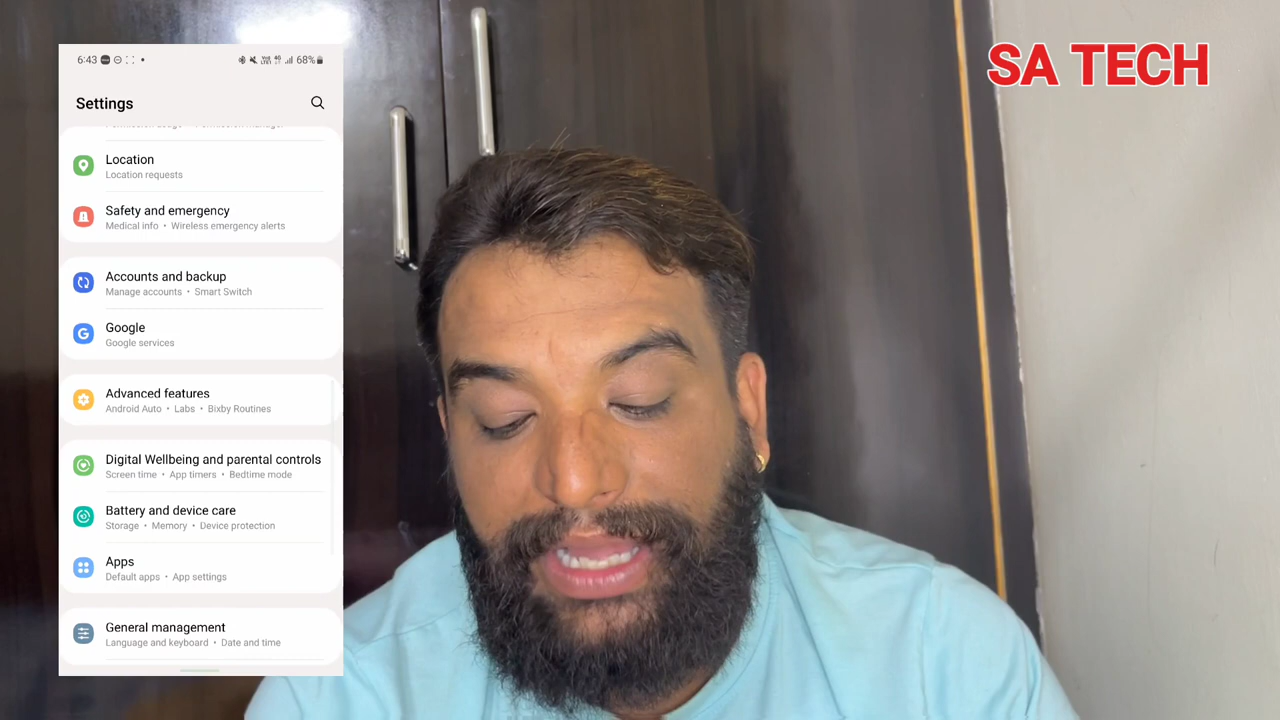 SA TECH
6:43
68%
Settings
Location
Location requests
Safety and emergency
Medical info • Wireless emergency alerts
Accounts and backup
Manage accounts • Smart Switch
Google
Google services
Advanced features
Android Auto • Labs • Bixby Routines
Digital Wellbeing and parental controls
Screen time • App timers • Bedtime mode
Battery and device care
Storage • Memory • Device protection
Apps
Default apps • App settings
General management
Language and keyboard • Date and time